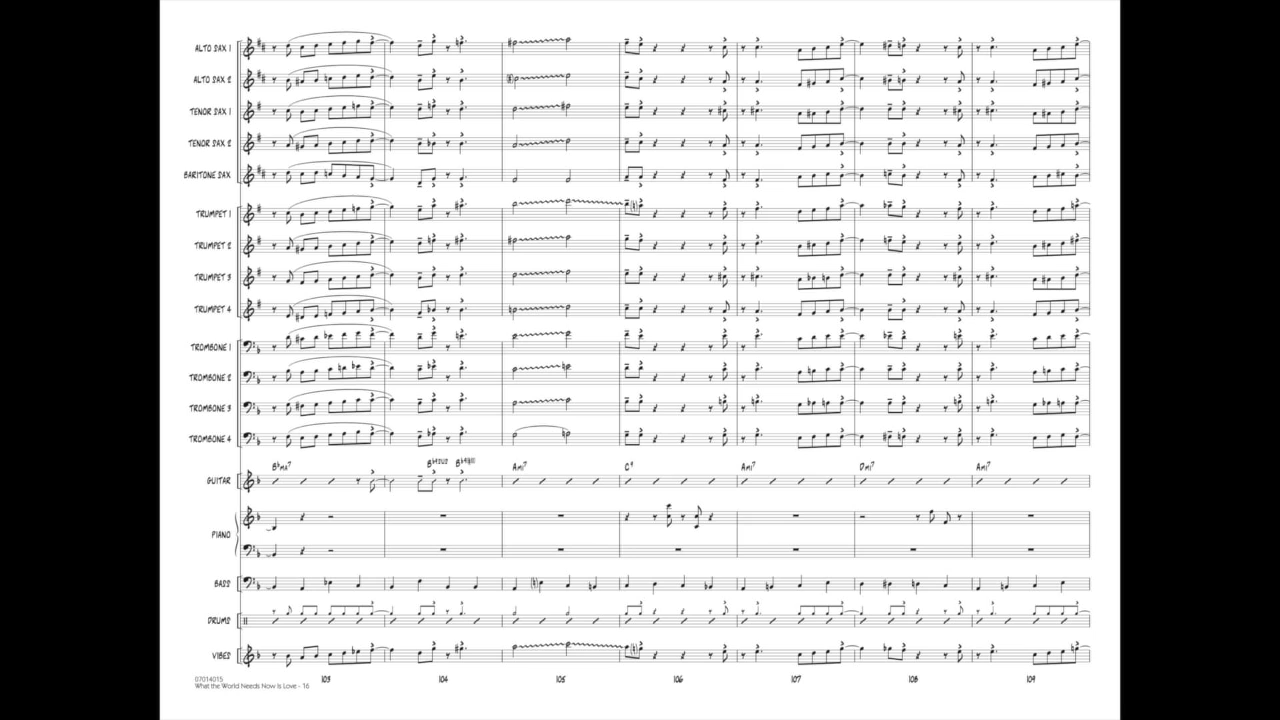 ALTO SAX 1
ALTO SAX 2
TENOR SAX 1
TENOR SAX 2
BARITONE SAX
TRUMPET 1
TRUMPET 2
TRUMPET 3
TRUMPET 4
TROMBONE 1
TROMBONE 2
TROMBONE 3
TROMBONE 4
B♭MA7 AMI7 C9 AMI7 DMI7 AMI7
GUITAR
PIANO
BASS
DRUMS
VIBES
103 104 105 106 107 108 109
07014015
What the World Needs Now Is Love - 16